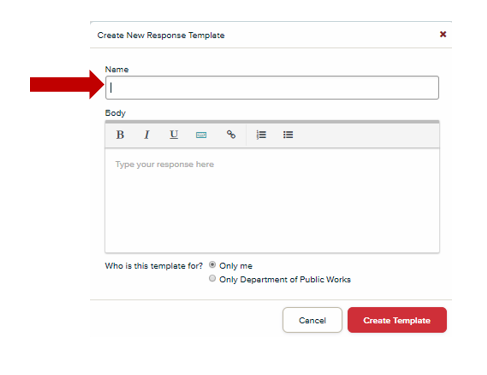 Create New Response Template
Name
Body
B I U
Type your response here
Who is this template for? Only me
Only Department of Public Works
Cancel Create Template